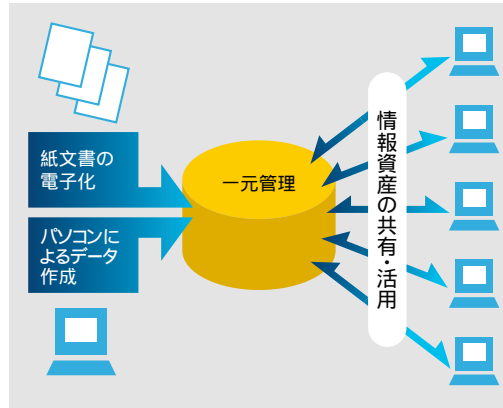 紙文書の
電子化
パソコンに
よるデータ
作成
一元管理
情報資産の共有・活用